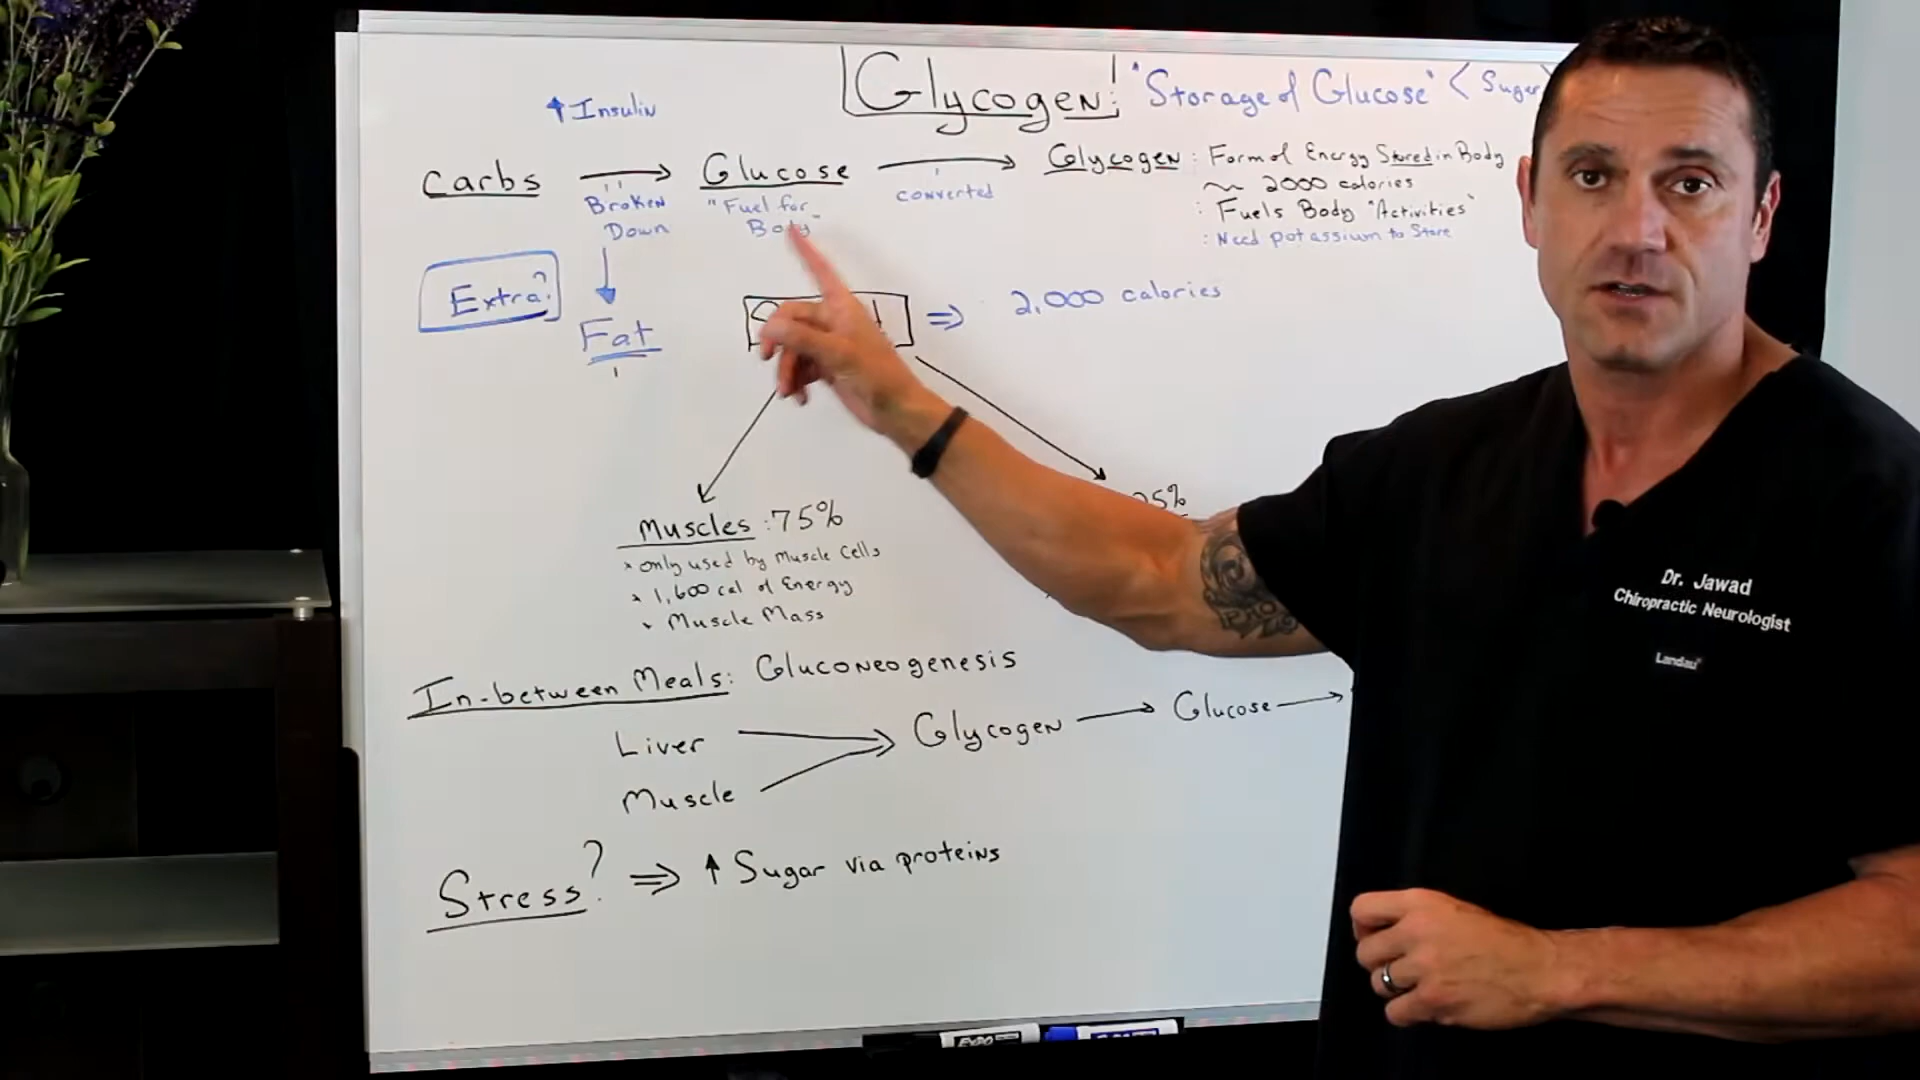 Glycogen: "Storage of Glucose" < Sugar
↑ Insulin
Carbs → Glucose → Glycogen : Form of Energy Stored in Body
Broken Down
"Fuel for Body"
converted
~ 2000 calories
: Fuels Body "Activities"
: Need potassium to Store
Extra?
Fat
⇒ 2,000 calories
Muscles : 75%
* only used by Muscle Cells
* 1,600 cal of Energy
* Muscle Mass
25%
In-between Meals: Gluconeogenesis
Liver
Muscle
Glycogen → Glucose →
Stress? ⇒ ↑ Sugar via proteins
Dr. Jawad
Chiropractic Neurologist
Landau
EXPO